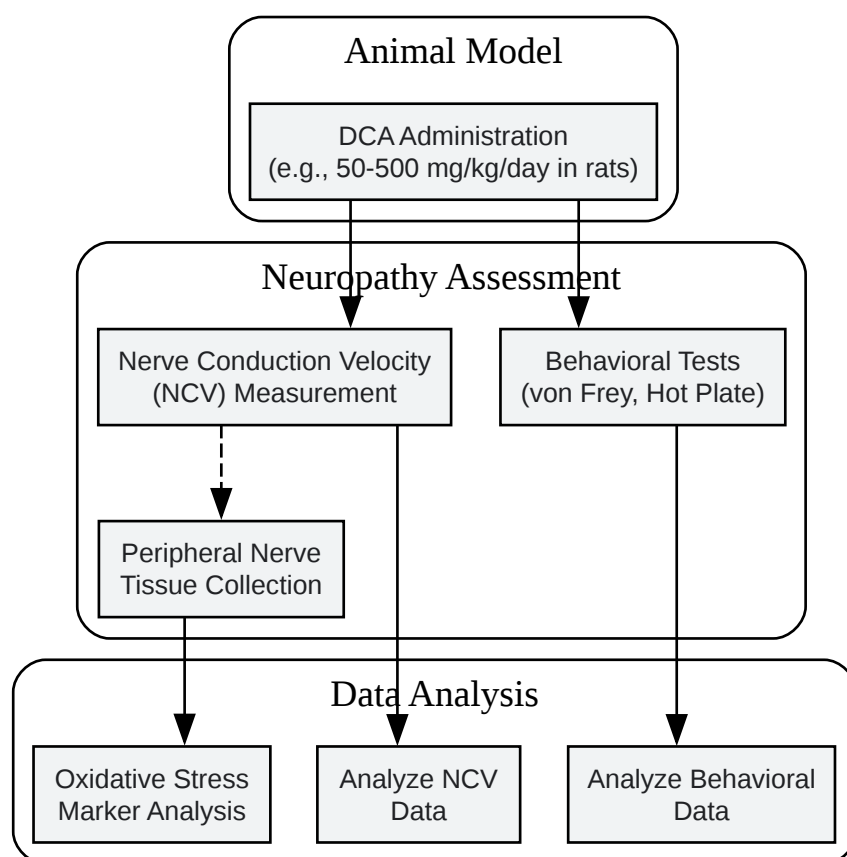 Animal Model
DCA Administration
(e.g., 50-500 mg/kg/day in rats)
Neuropathy Assessment
Nerve Conduction Velocity
(NCV) Measurement
Behavioral Tests
(von Frey, Hot Plate)
Peripheral Nerve
Tissue Collection
Data Analysis
Oxidative Stress
Marker Analysis
Analyze NCV
Data
Analyze Behavioral
Data